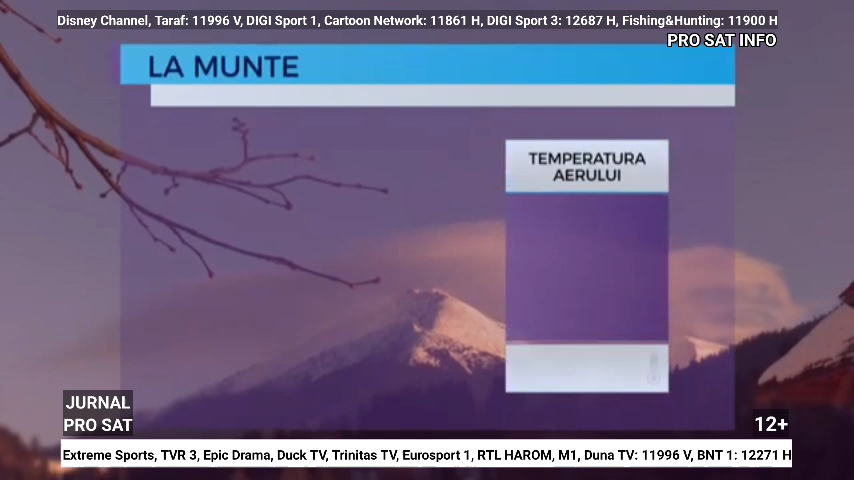 Disney Channel, Taraf: 11996 V, DIGI Sport 1, Cartoon Network: 11861 H, DIGI Sport 3: 12687 H, Fishing&Hunting: 11900 H
PRO SAT INFO
LA MUNTE
TEMPERATURA
AERULUI
JURNAL
PRO SAT
12+
Extreme Sports, TVR 3, Epic Drama, Duck TV, Trinitas TV, Eurosport 1, RTL HAROM, M1, Duna TV: 11996 V, BNT 1: 12271 H